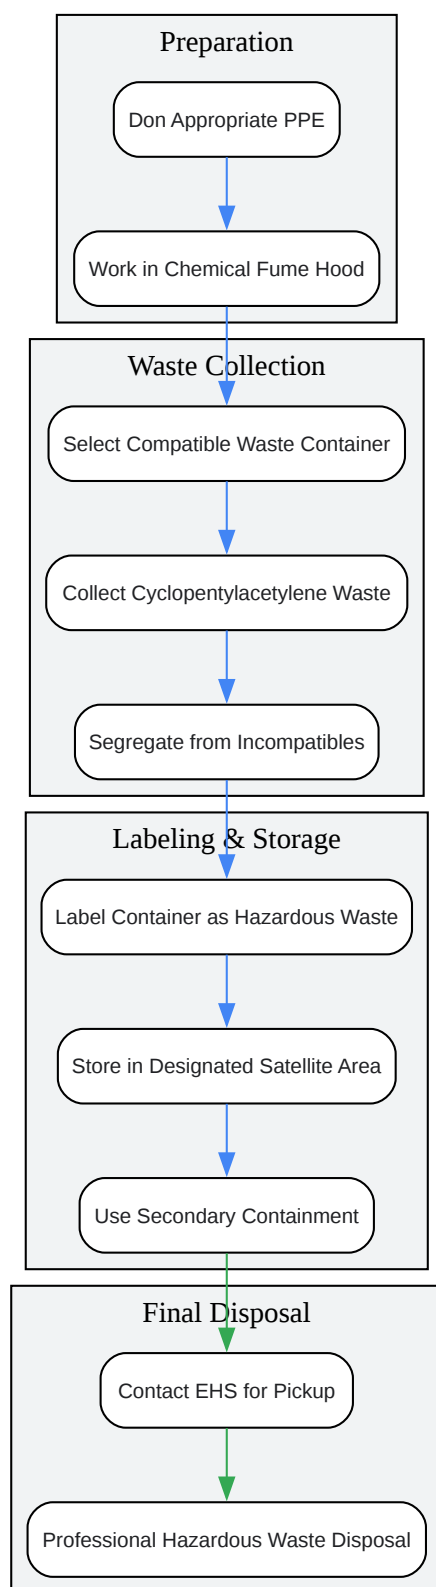 Preparation
Don Appropriate PPE
Work in Chemical Fume Hood
Waste Collection
Select Compatible Waste Container
Collect Cyclopentylacetylene Waste
Segregate from Incompatibles
Labeling & Storage
Label Container as Hazardous Waste
Store in Designated Satellite Area
Use Secondary Containment
Final Disposal
Contact EHS for Pickup
Professional Hazardous Waste Disposal